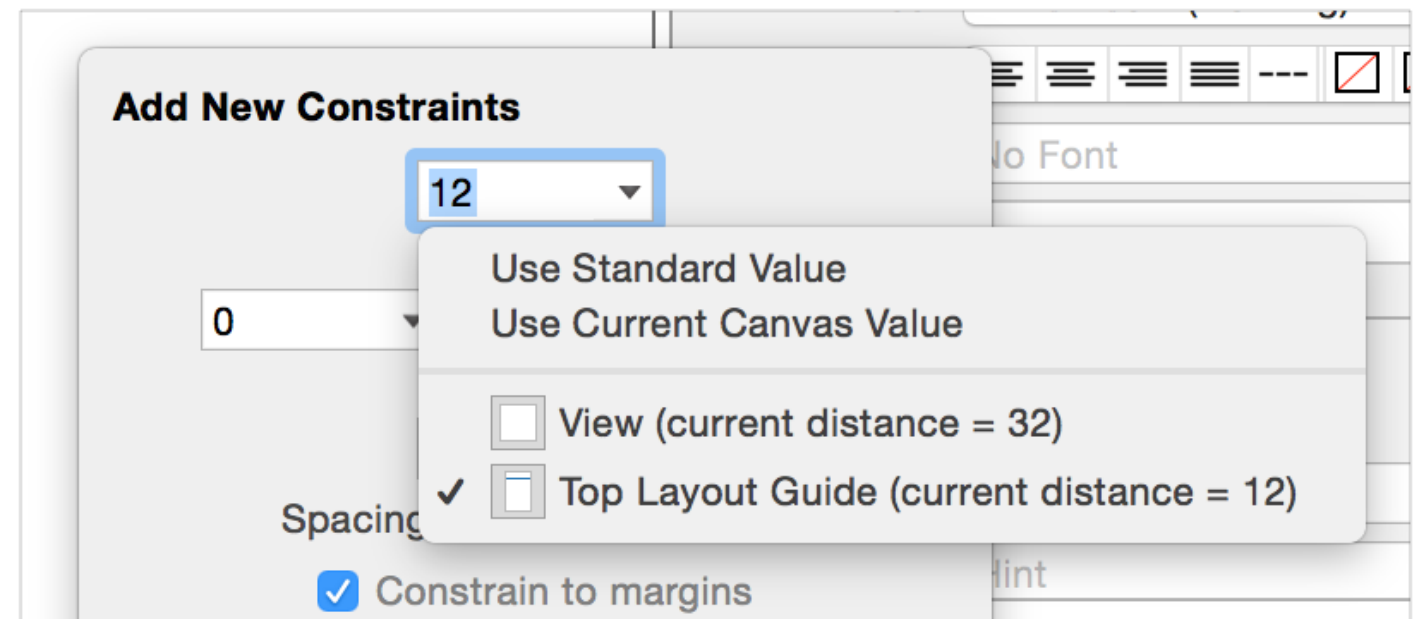 Add New Constraints
No Font
12
Use Standard Value
0
Use Current Canvas Value
View (current distance = 32)
Top Layout Guide (current distance = 12)
Spacing
Constrain to margins
Hint